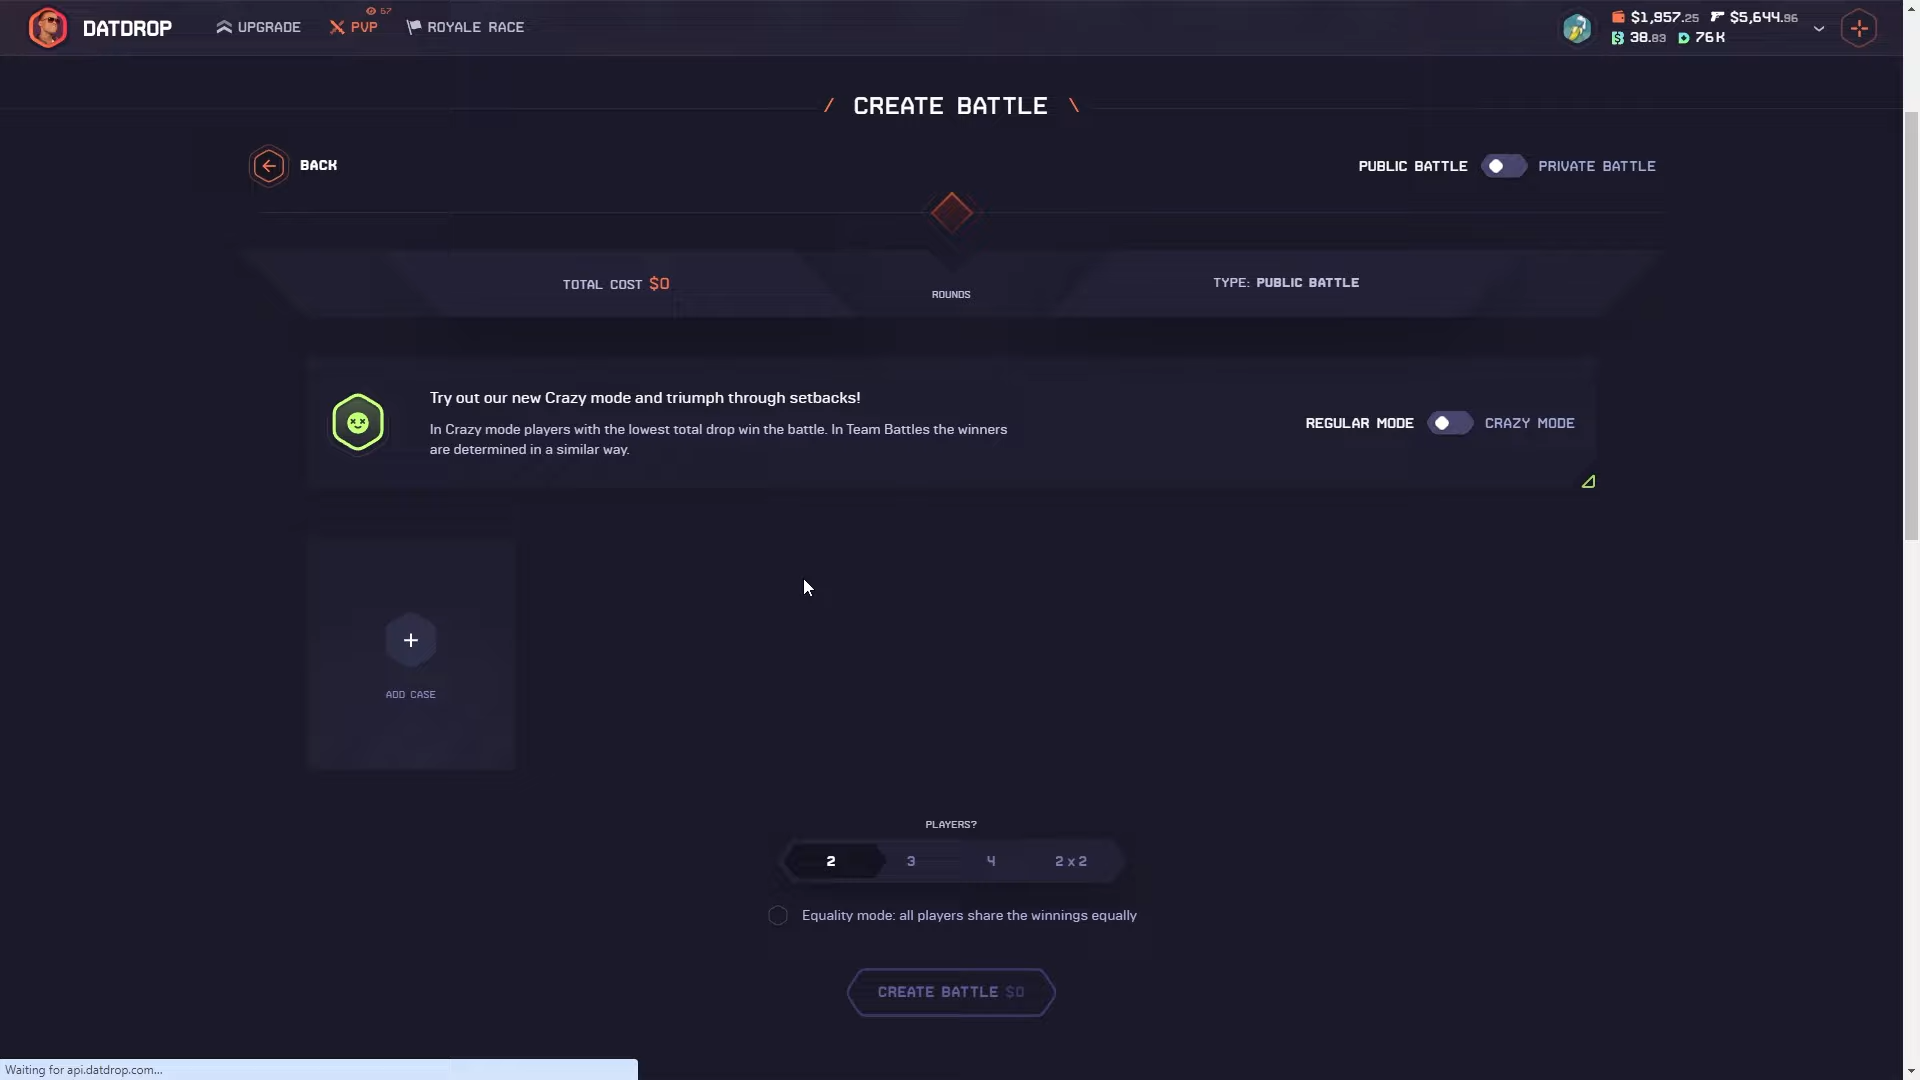 DATDROP
UPGRADE
57
PVP
ROYALE RACE
$1,957.25
$5,644.96
38.83
76K
/ CREATE BATTLE \
BACK
PUBLIC BATTLE
PRIVATE BATTLE
TOTAL COST $0
ROUNDS
TYPE: PUBLIC BATTLE
Try out our new Crazy mode and triumph through setbacks!
In Crazy mode players with the lowest total drop win the battle. In Team Battles the winners
are determined in a similar way.
REGULAR MODE
CRAZY MODE
+
ADD CASE
PLAYERS?
2
3
4
2 x 2
Equality mode: all players share the winnings equally
CREATE BATTLE $0
Waiting for api.datdrop.com...